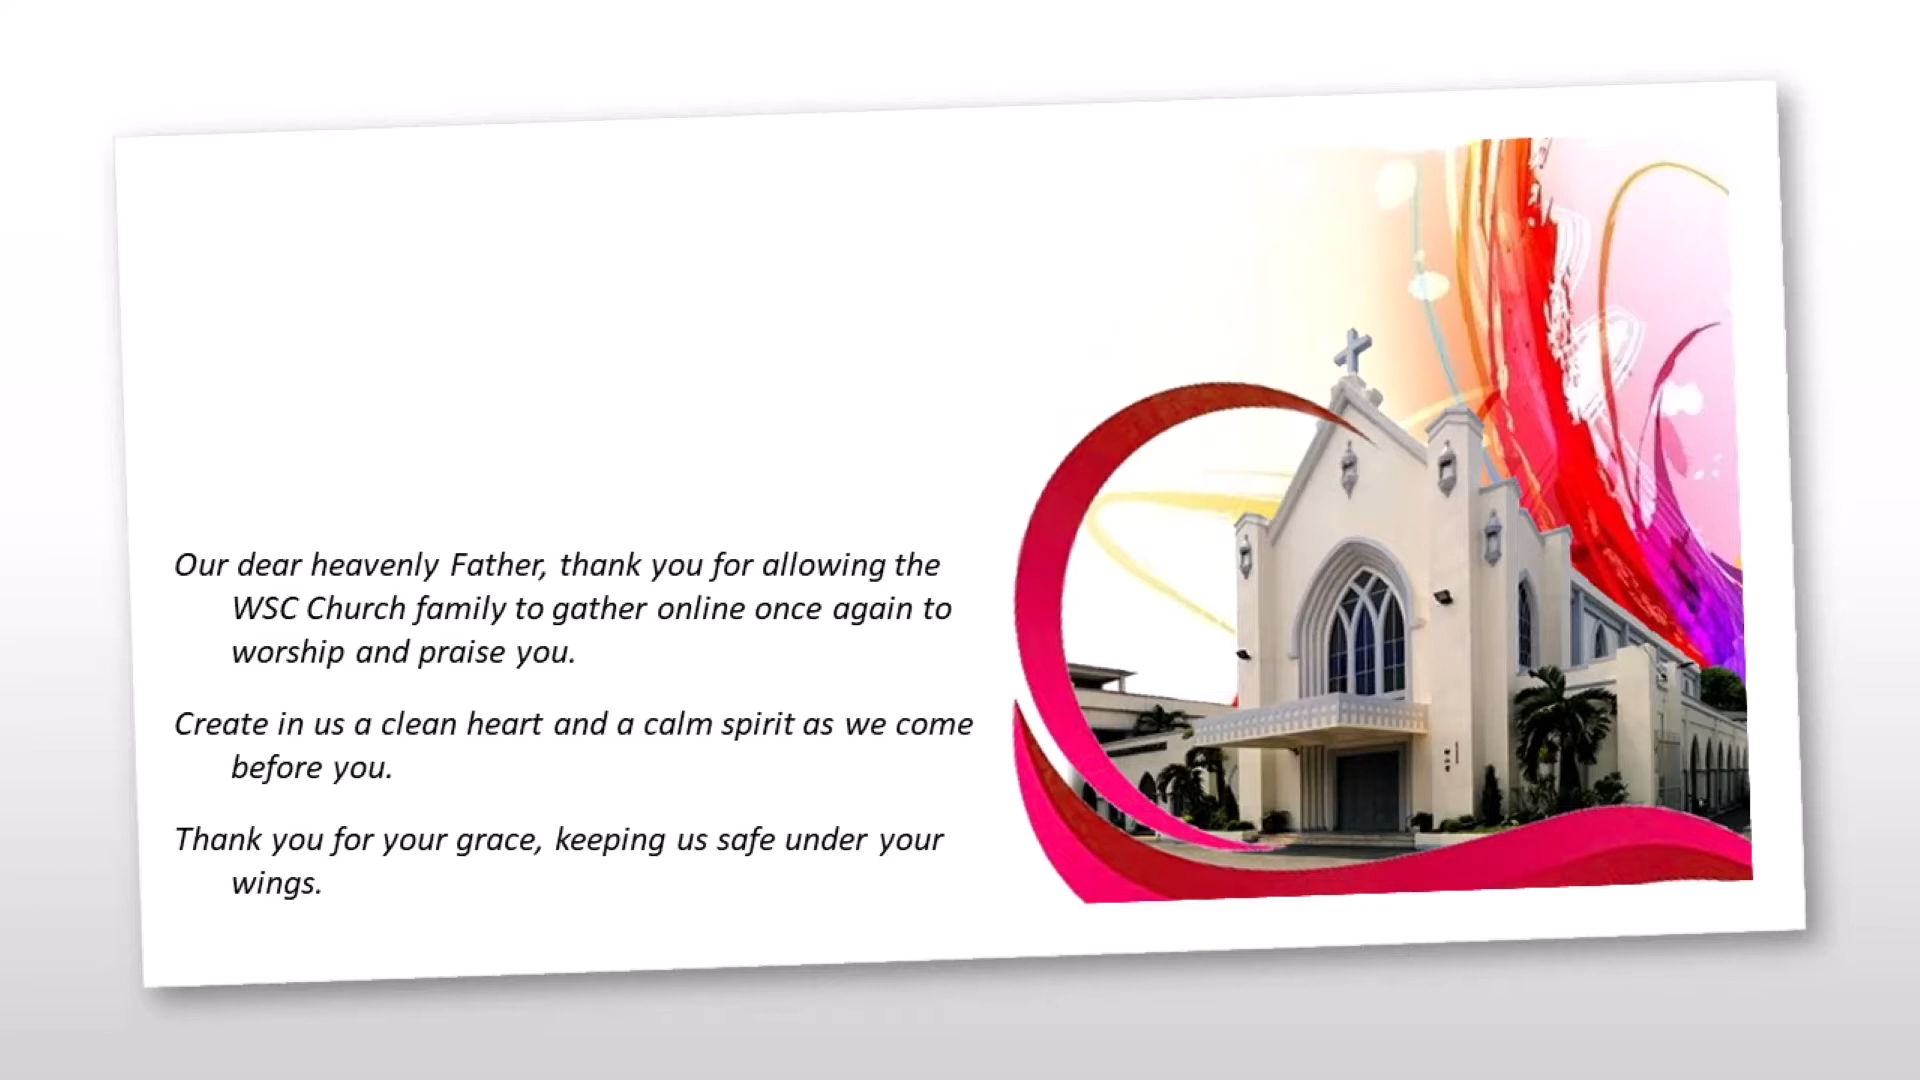 Our dear heavenly Father, thank you for allowing the
WSC Church family to gather online once again to
worship and praise you.
Create in us a clean heart and a calm spirit as we come
before you.
Thank you for your grace, keeping us safe under your
wings.